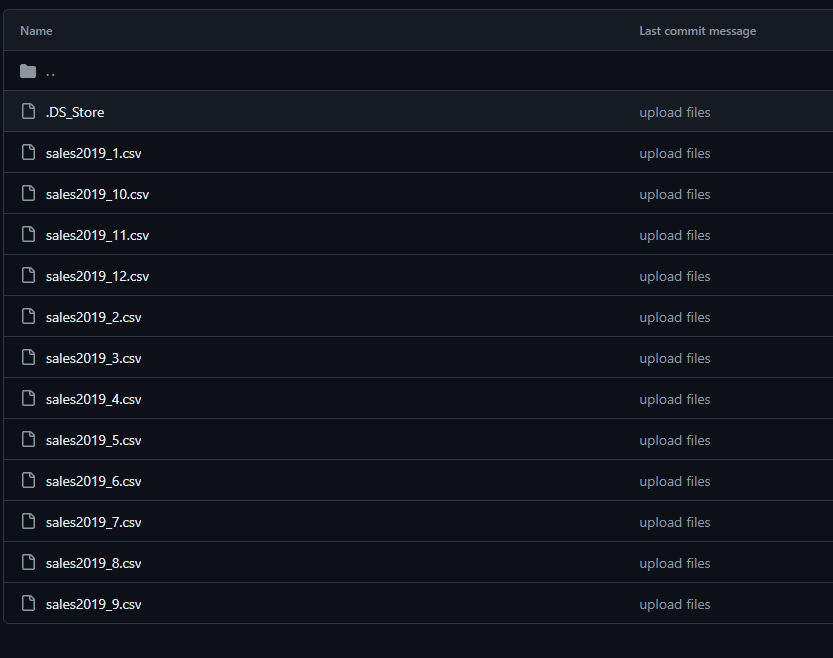 Name Last commit message
..
.DS_Store upload files
sales2019_1.csv upload files
sales2019_10.csv upload files
sales2019_11.csv upload files
sales2019_12.csv upload files
sales2019_2.csv upload files
sales2019_3.csv upload files
sales2019_4.csv upload files
sales2019_5.csv upload files
sales2019_6.csv upload files
sales2019_7.csv upload files
sales2019_8.csv upload files
sales2019_9.csv upload files